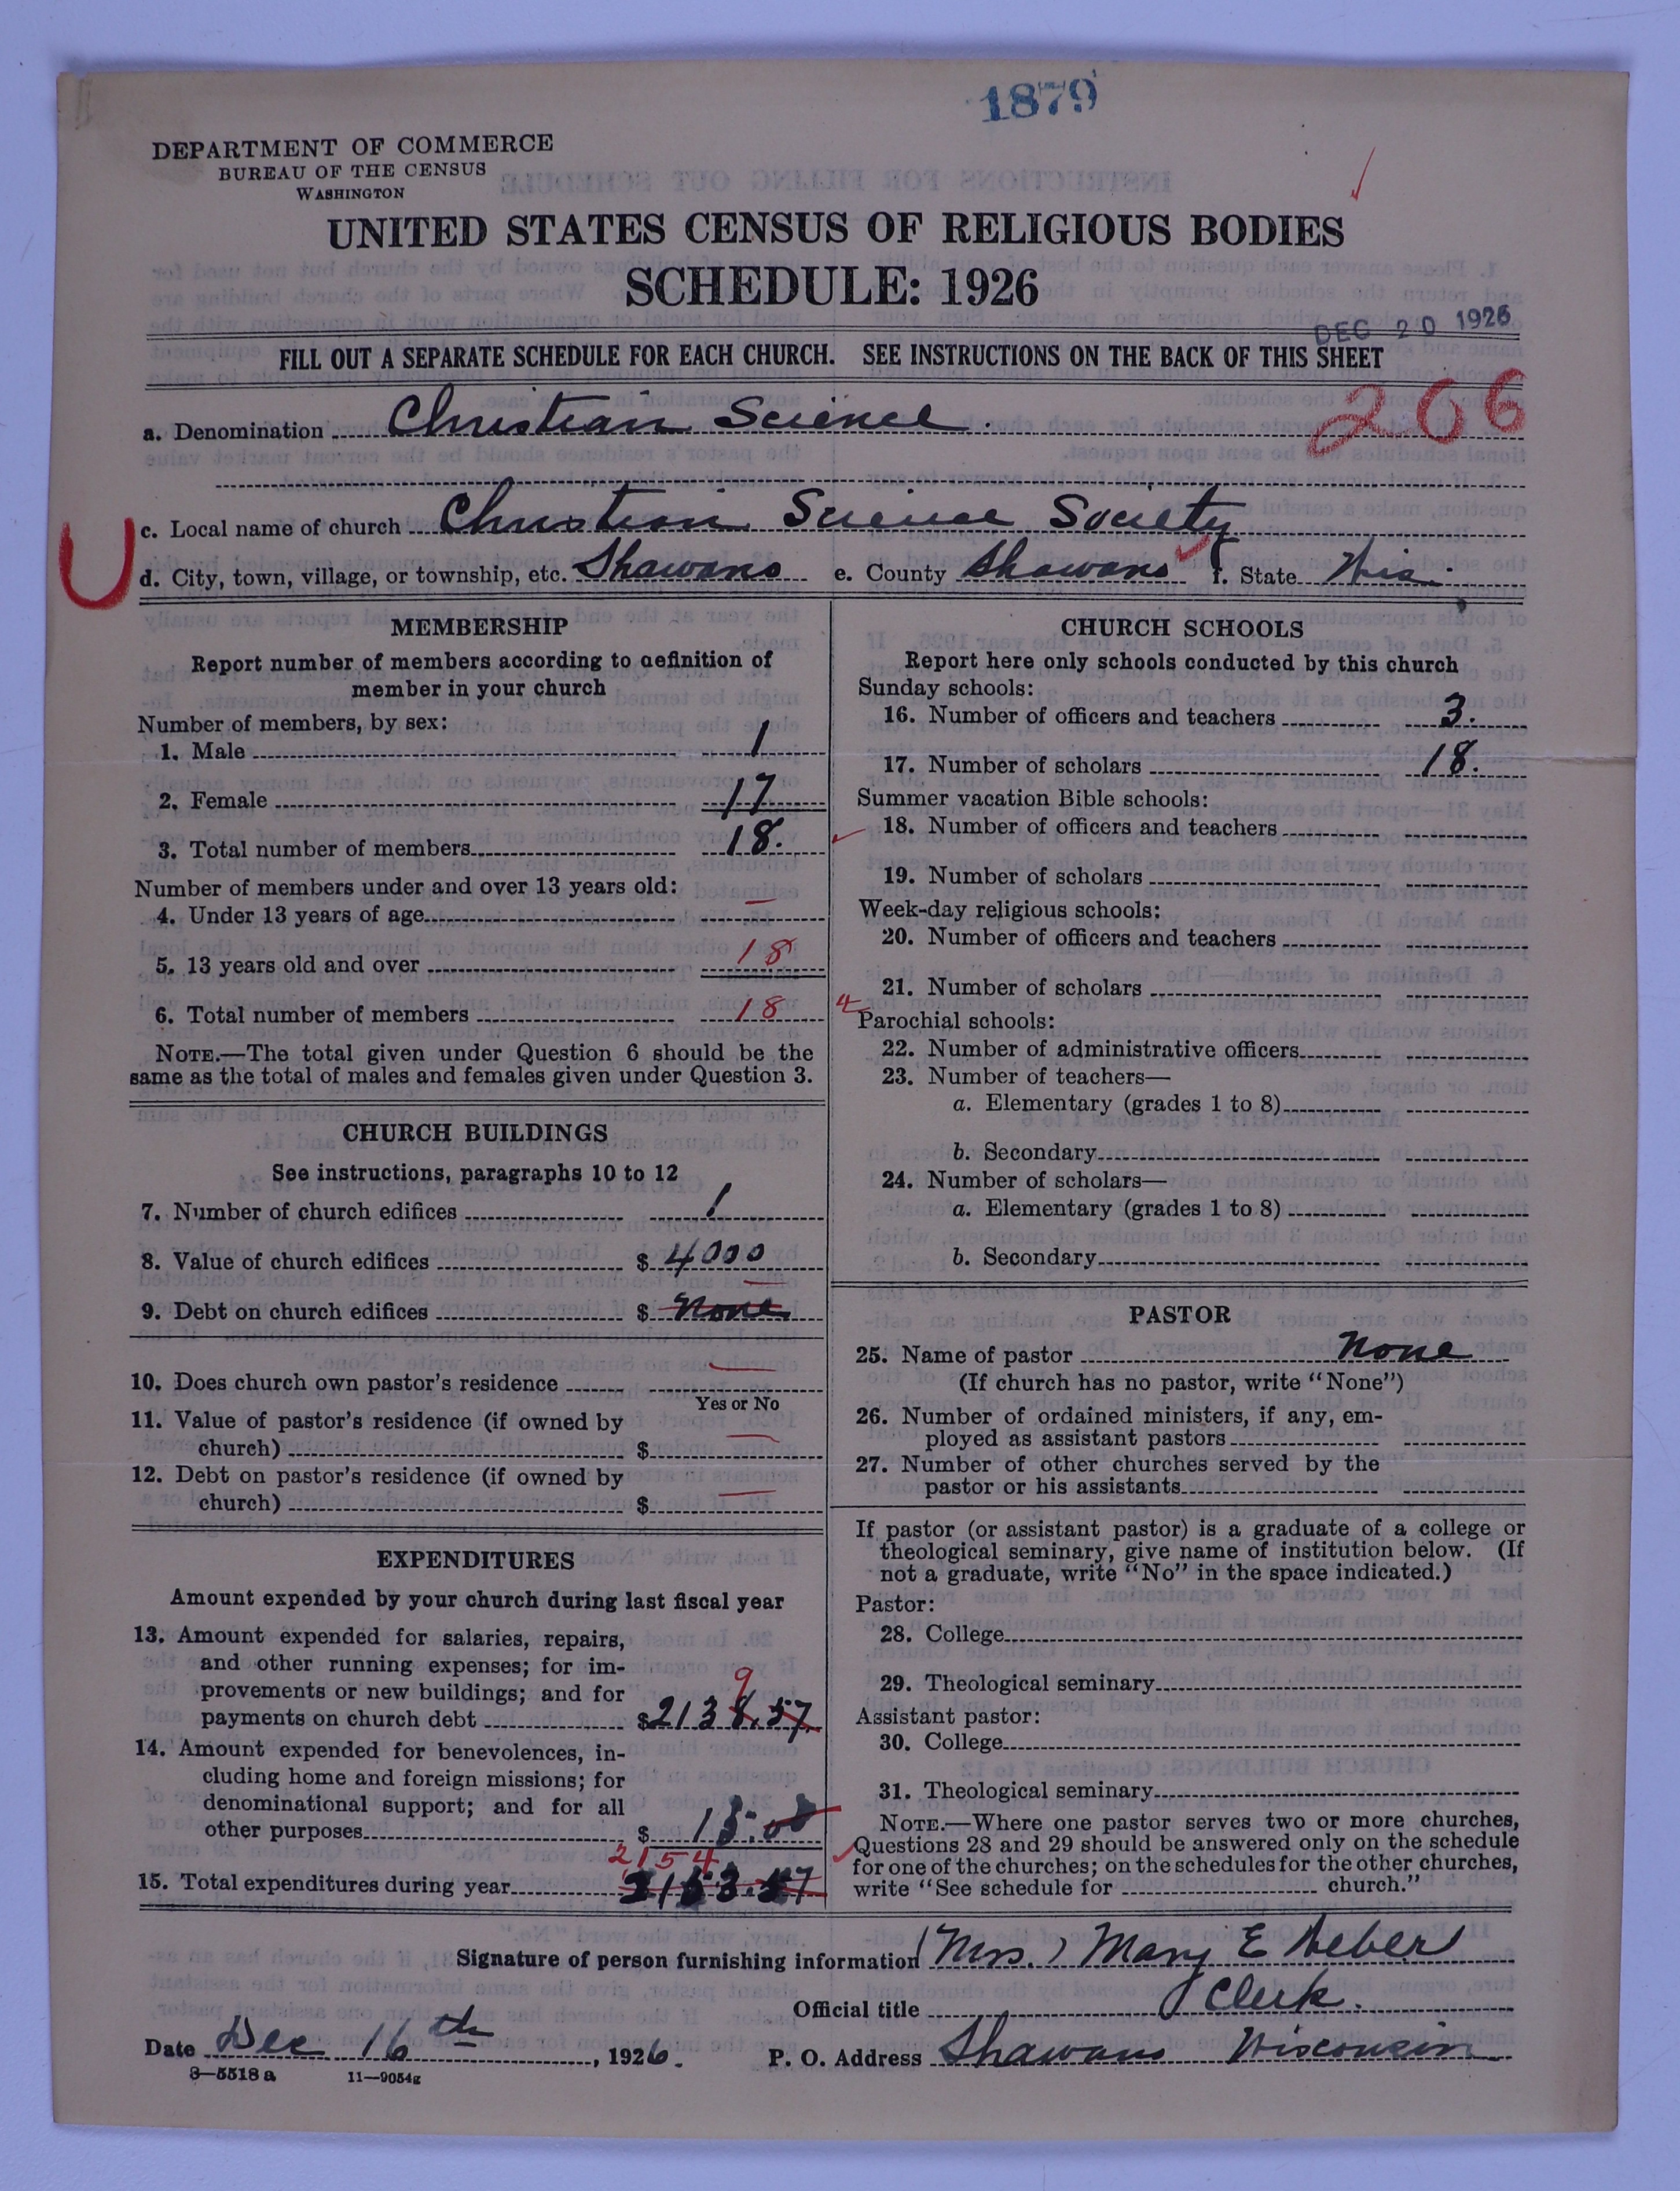 1879
DEPARTMENT OF COMMERCE
BUREAU OF THE CENSUS
WASHINGTON
UNITED STATES CENSUS OF RELIGIOUS BODIES
SCHEDULE: 1926
DEC 20 1926
FILL OUT A SEPARATE SCHEDULE FOR EACH CHURCH. SEE INSTRUCTIONS ON THE BACK OF THIS SHEET
206
a. Denomination Christian Science.
c. Local name of church Christian Science Society
d. City, town, village, or township, etc. Shawano e. County Shawano f. State Wis.
MEMBERSHIP
Report number of members according to definition of
member in your church
Number of members, by sex:
1. Male 1
2. Female 17
3. Total number of members 18.
Number of members under and over 13 years old:
4. Under 13 years of age —
5. 13 years old and over 18
6. Total number of members 18
NOTE.—The total given under Question 6 should be the
same as the total of males and females given under Question 3.
CHURCH BUILDINGS
See instructions, paragraphs 10 to 12
7. Number of church edifices 1
8. Value of church edifices $ 4000
9. Debt on church edifices $ None
10. Does church own pastor's residence —
Yes or No
11. Value of pastor's residence (if owned by
church) $ —
12. Debt on pastor's residence (if owned by
church) $ —
EXPENDITURES
Amount expended by your church during last fiscal year
13. Amount expended for salaries, repairs,
and other running expenses; for im-
provements or new buildings; and for
9
payments on church debt $2138.57
14. Amount expended for benevolences, in-
cluding home and foreign missions; for
denominational support; and for all
other purposes $ 15.00
2154
15. Total expenditures during year 2153.57
CHURCH SCHOOLS
Report here only schools conducted by this church
Sunday schools:
16. Number of officers and teachers 3.
17. Number of scholars 18.
Summer vacation Bible schools:
18. Number of officers and teachers
19. Number of scholars
Week-day religious schools:
20. Number of officers and teachers
21. Number of scholars
Parochial schools:
22. Number of administrative officers
23. Number of teachers—
a. Elementary (grades 1 to 8)
b. Secondary
24. Number of scholars—
a. Elementary (grades 1 to 8)
b. Secondary
PASTOR
25. Name of pastor None
(If church has no pastor, write "None")
26. Number of ordained ministers, if any, em-
ployed as assistant pastors
27. Number of other churches served by the
pastor or his assistants
If pastor (or assistant pastor) is a graduate of a college or
theological seminary, give name of institution below. (If
not a graduate, write "No" in the space indicated.)
Pastor:
28. College
29. Theological seminary
Assistant pastor:
30. College
31. Theological seminary
NOTE.—Where one pastor serves two or more churches,
Questions 28 and 29 should be answered only on the schedule
for one of the churches; on the schedules for the other churches,
write "See schedule for church."
Signature of person furnishing information (Mrs.) Mary E
Official title Clerk.
Date Dec 16th, 1926. P. O. Address Shawano Wisconsin
8—5518 a 11—9054g